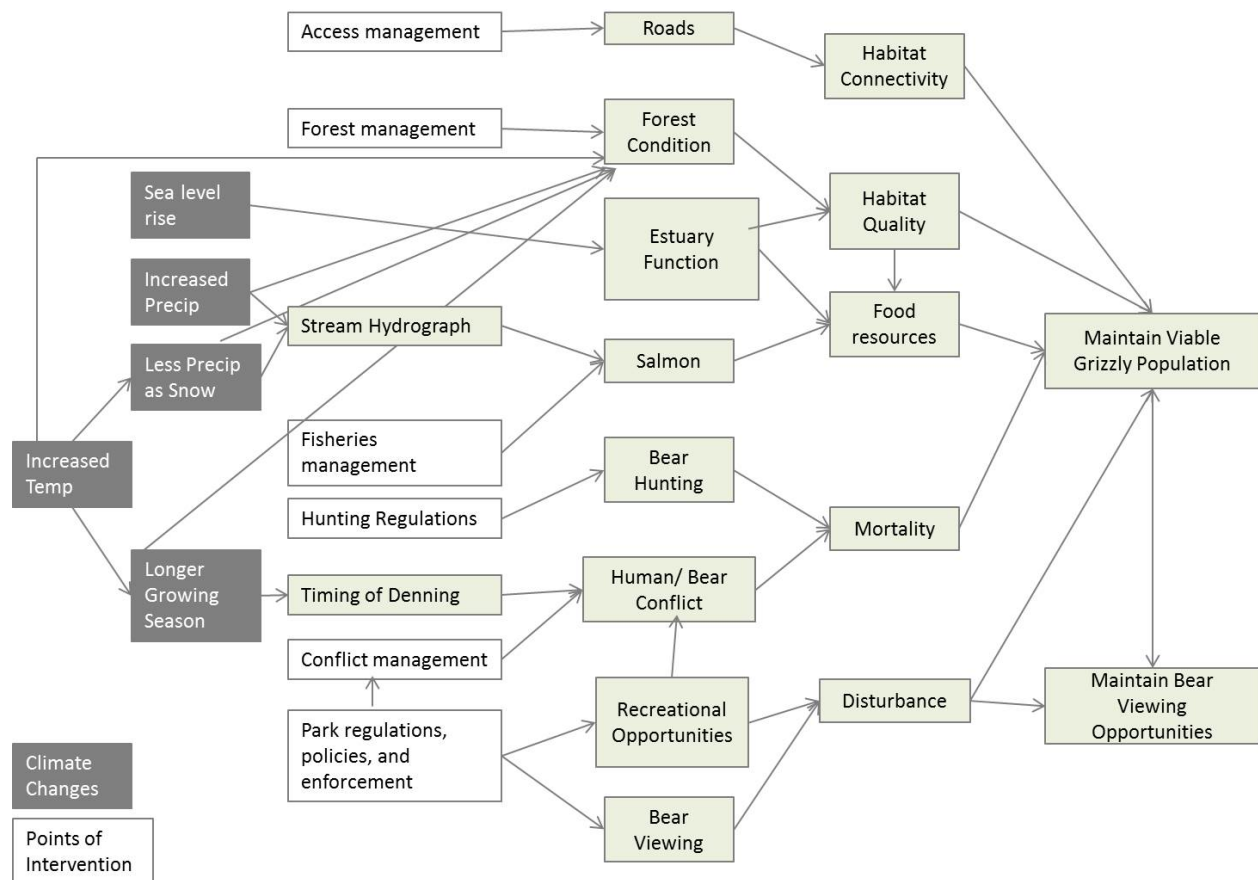 Access management
Roads
Habitat
Connectivity
Forest management
Forest
Condition
Sea level
rise
Habitat
Quality
Estuary
Function
Increased
Precip
Stream Hydrograph
Food
resources
Less Precip
as Snow
Salmon
Maintain Viable
Grizzly Population
Fisheries
management
Increased
Temp
Bear
Hunting
Hunting Regulations
Mortality
Longer
Growing
Season
Timing of Denning
Human/ Bear
Conflict
Conflict management
Park regulations,
policies, and
enforcement
Recreational
Opportunities
Disturbance
Maintain Bear
Viewing
Opportunities
Bear
Viewing
Climate
Changes
Points of
Intervention